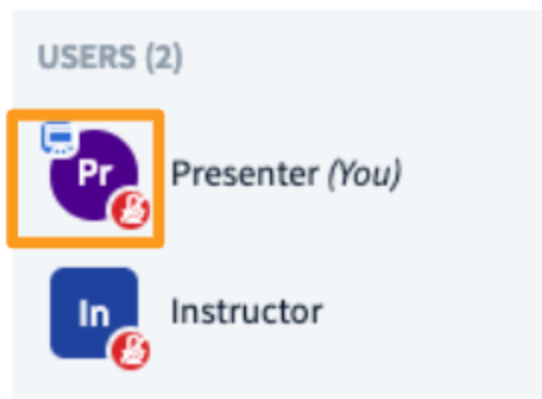 USERS (2)
Pr Presenter (You)
In Instructor